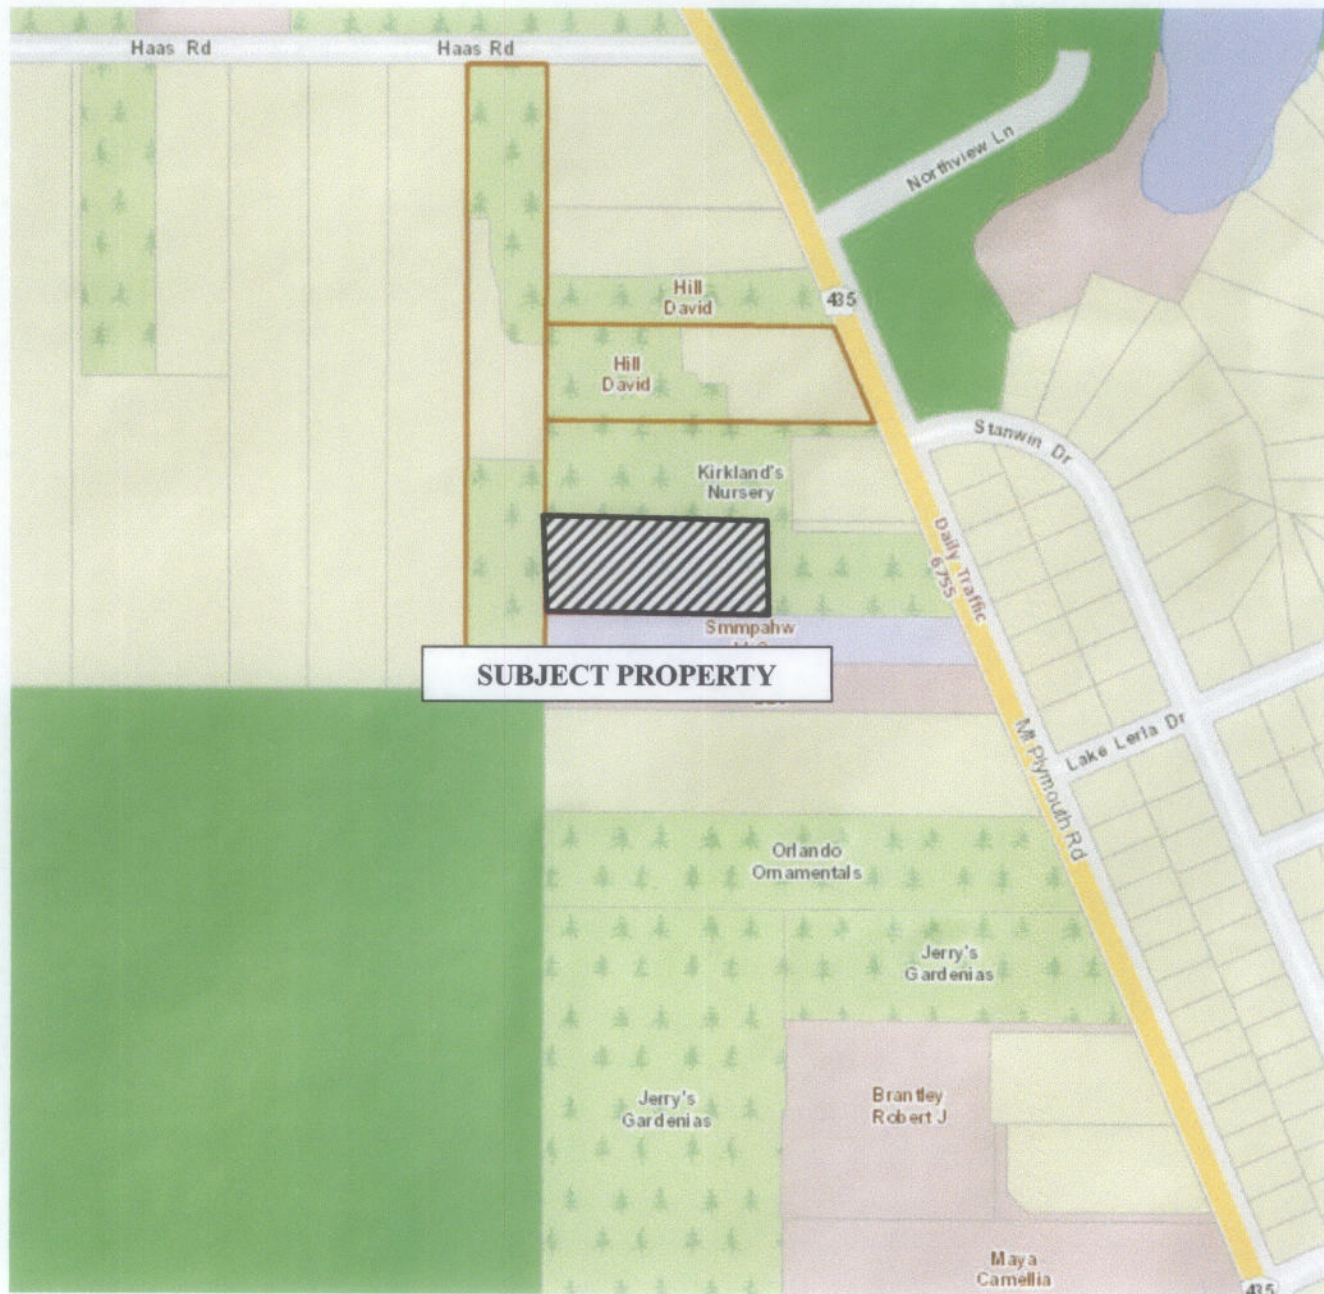 Haas Rd
Haas Rd
Northview Ln
Hill
David
435
Hill
David
Stanwin Dr
Kirkland's
Nursery
Daily Traffic
6755
Smmpahw
SUBJECT PROPERTY
Lake Lerla Dr
Mt Plymouth Rd
Orlando
Ornamentals
Jerry's
Gardenias
Jerry's
Gardenias
Brantley
Robert J
Maya
Camellia
435